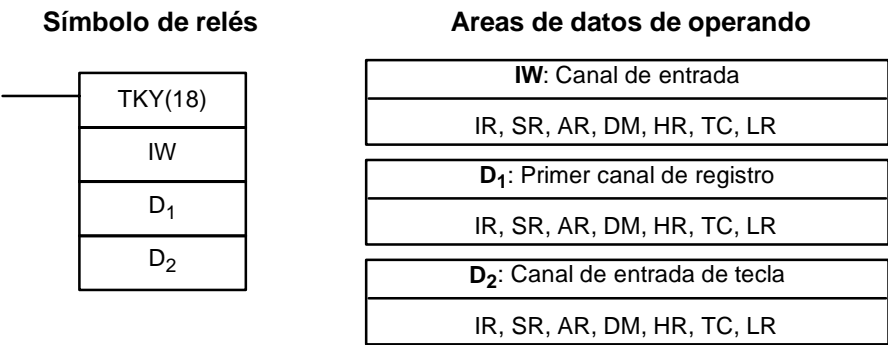 Símbolo de relés
TKY(18)
IW
D1
D2
Areas de datos de operando
IW: Canal de entrada
IR, SR, AR, DM, HR, TC, LR
D1: Primer canal de registro
IR, SR, AR, DM, HR, TC, LR
D2: Canal de entrada de tecla
IR, SR, AR, DM, HR, TC, LR